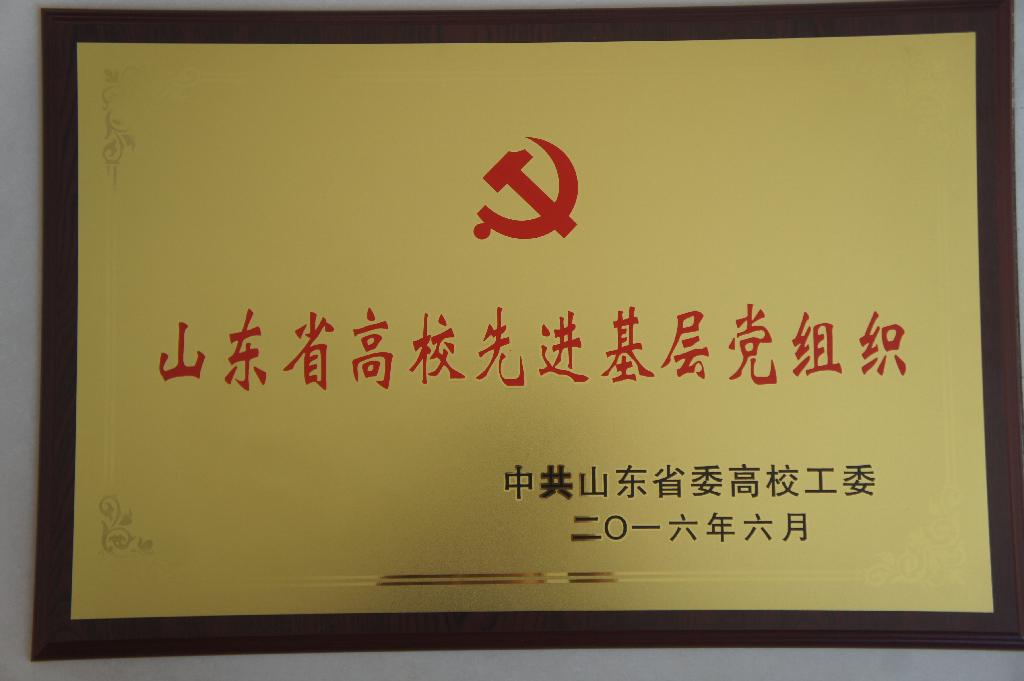 山东省高校先进基层党组织
中共山东省委高校工委
二〇一六年六月